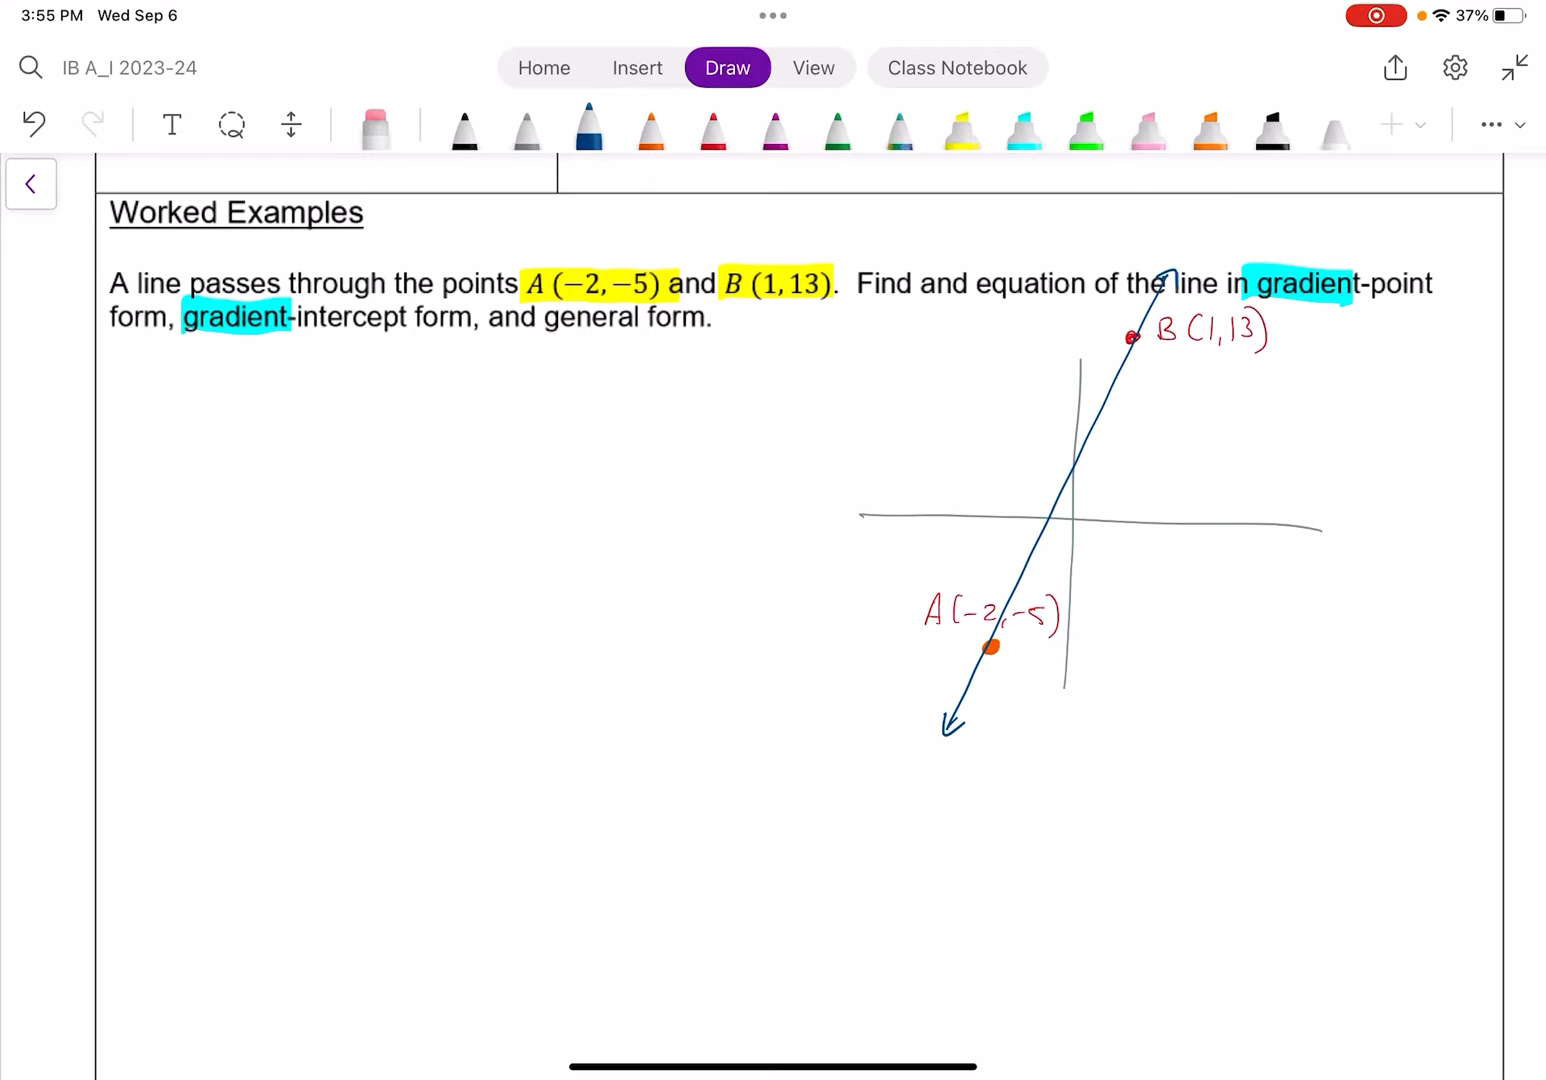 3:55 PM Wed Sep 6
37%
IB A_I 2023-24
Home Insert Draw View Class Notebook
T
Worked Examples
A line passes through the points A (−2,−5) and B (1, 13). Find and equation of the line in gradient-point
form, gradient-intercept form, and general form.
B (1,13)
A(-2,-5)